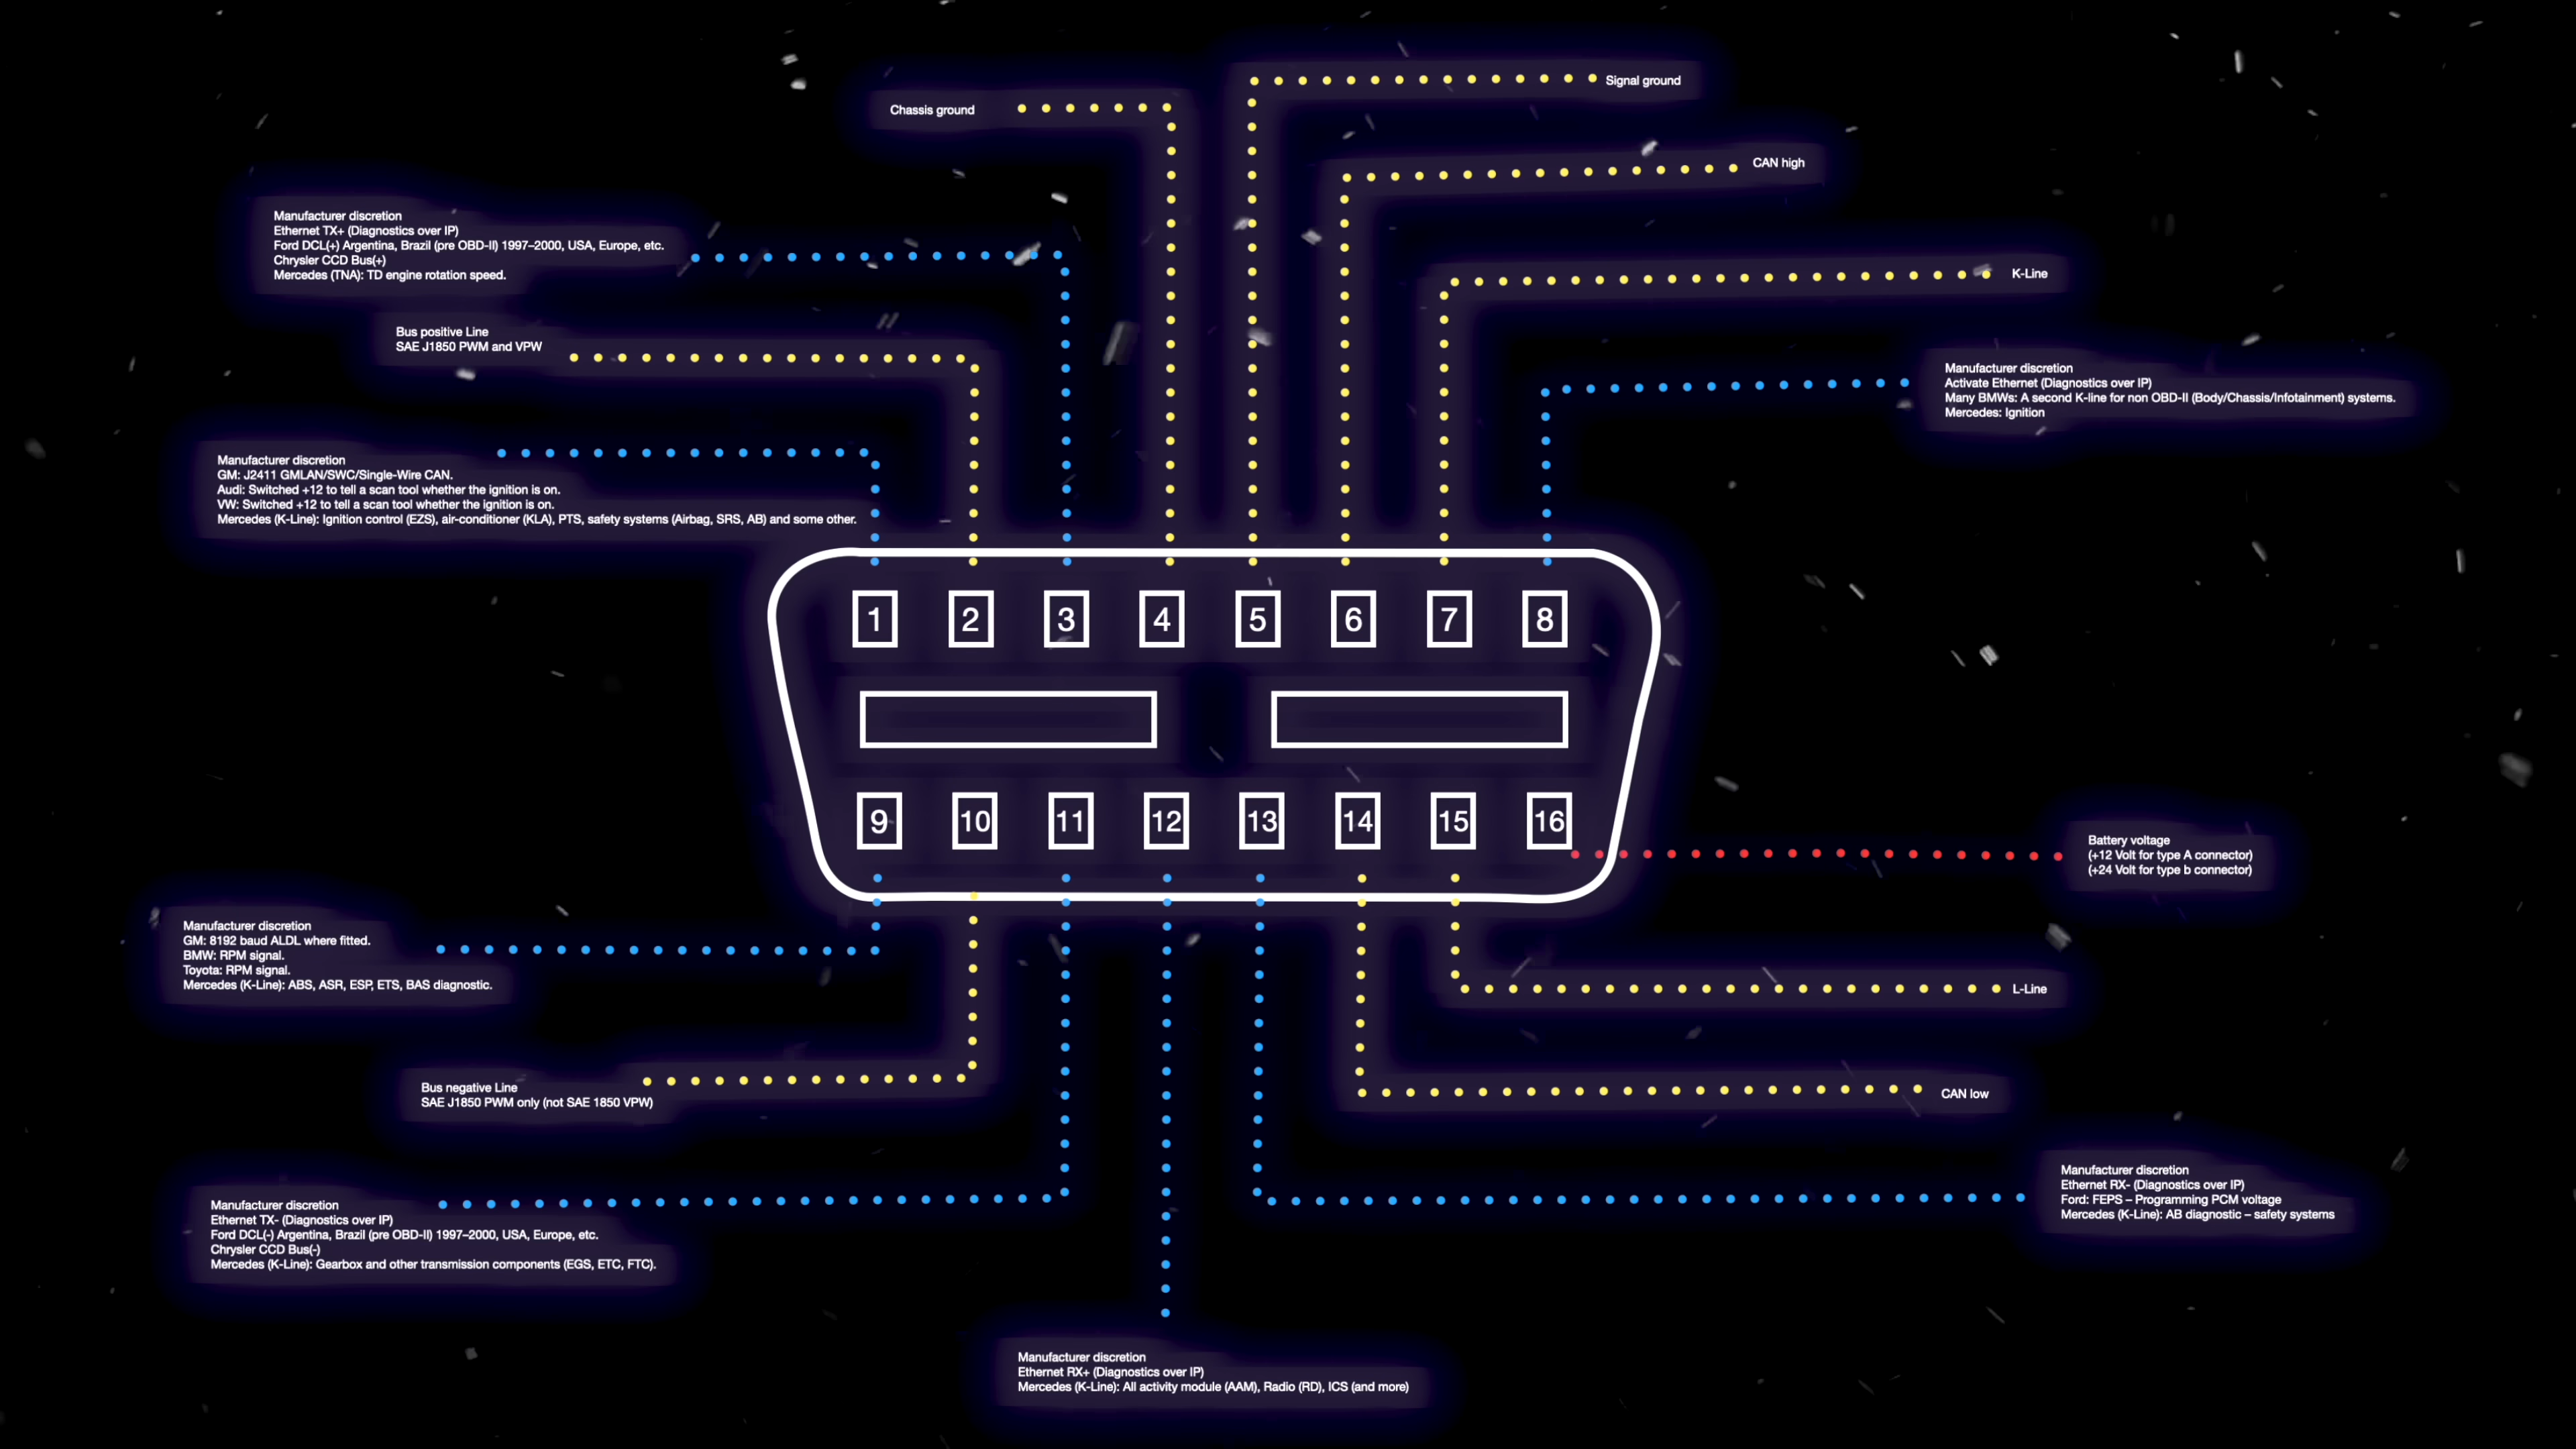 Signal ground
Chassis ground
CAN high
Manufacturer discretion
Ethernet TX+ (Diagnostics over IP)
Ford DCL(+) Argentina, Brazil (pre OBD-II) 1997–2000, USA, Europe, etc.
Chrysler CCD Bus(+)
Mercedes (TNA): TD engine rotation speed.
K-Line
Bus positive Line
SAE J1850 PWM and VPW
Manufacturer discretion
Activate Ethernet (Diagnostics over IP)
Many BMWs: A second K-line for non OBD-II (Body/Chassis/Infotainment) systems.
Mercedes: Ignition
Manufacturer discretion
GM: J2411 GMLAN/SWC/Single-Wire CAN.
Audi: Switched +12 to tell a scan tool whether the ignition is on.
VW: Switched +12 to tell a scan tool whether the ignition is on.
Mercedes (K-Line): Ignition control (EZS), air-conditioner (KLA), PTS, safety systems (Airbag, SRS, AB) and some other.
1 2 3 4 5 6 7 8
9 10 11 12 13 14 15 16
Battery voltage
(+12 Volt for type A connector)
(+24 Volt for type b connector)
Manufacturer discretion
GM: 8192 baud ALDL where fitted.
BMW: RPM signal.
Toyota: RPM signal.
Mercedes (K-Line): ABS, ASR, ESP, ETS, BAS diagnostic.
L-Line
Bus negative Line
SAE J1850 PWM only (not SAE 1850 VPW)
CAN low
Manufacturer discretion
Ethernet RX- (Diagnostics over IP)
Ford: FEPS – Programming PCM voltage
Mercedes (K-Line): AB diagnostic – safety systems
Manufacturer discretion
Ethernet TX- (Diagnostics over IP)
Ford DCL(-) Argentina, Brazil (pre OBD-II) 1997–2000, USA, Europe, etc.
Chrysler CCD Bus(-)
Mercedes (K-Line): Gearbox and other transmission components (EGS, ETC, FTC).
Manufacturer discretion
Ethernet RX+ (Diagnostics over IP)
Mercedes (K-Line): All activity module (AAM), Radio (RD), ICS (and more)